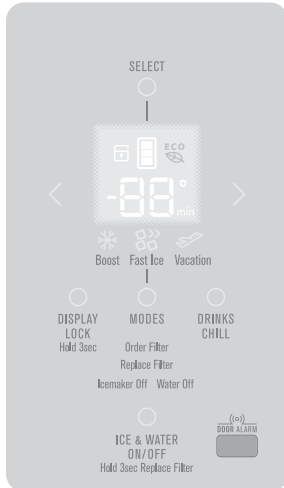 SELECT
ECO
-88°
min
Boost Fast Ice Vacation
DISPLAY LOCK
Hold 3sec
MODES
DRINKS CHILL
Order Filter
Replace Filter
Icemaker Off Water Off
ICE & WATER
ON/OFF
Hold 3sec Replace Filter
DOOR ALARM